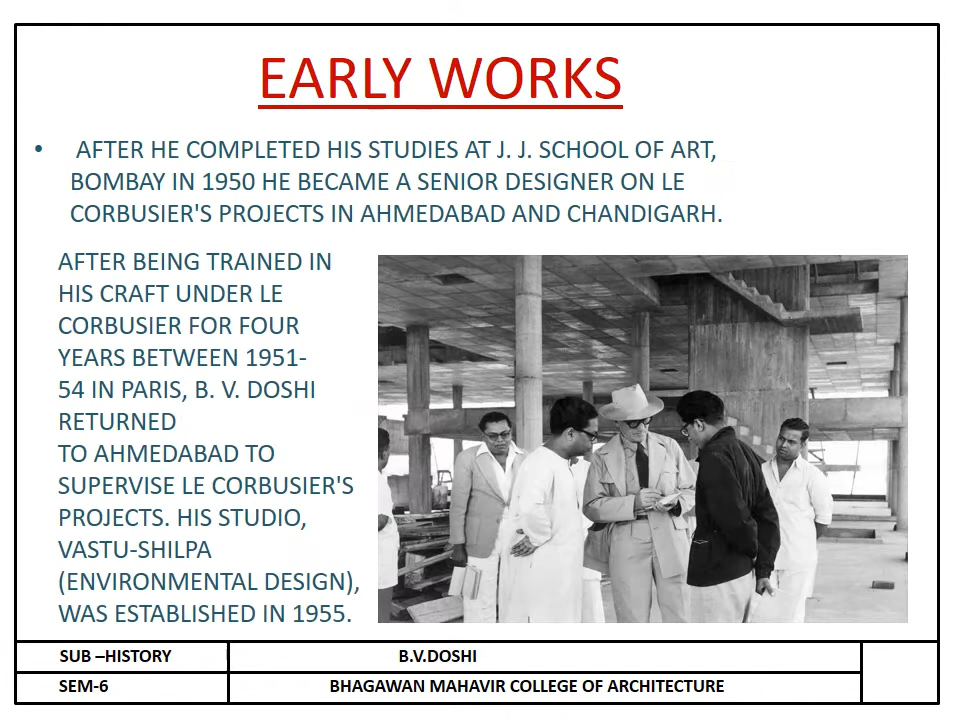 EARLY WORKS
• AFTER HE COMPLETED HIS STUDIES AT J. J. SCHOOL OF ART,
BOMBAY IN 1950 HE BECAME A SENIOR DESIGNER ON LE
CORBUSIER'S PROJECTS IN AHMEDABAD AND CHANDIGARH.
AFTER BEING TRAINED IN
HIS CRAFT UNDER LE
CORBUSIER FOR FOUR
YEARS BETWEEN 1951-
54 IN PARIS, B. V. DOSHI
RETURNED
TO AHMEDABAD TO
SUPERVISE LE CORBUSIER'S
PROJECTS. HIS STUDIO,
VASTU-SHILPA
(ENVIRONMENTAL DESIGN),
WAS ESTABLISHED IN 1955.
SUB –HISTORY
B.V.DOSHI
SEM-6
BHAGAWAN MAHAVIR COLLEGE OF ARCHITECTURE